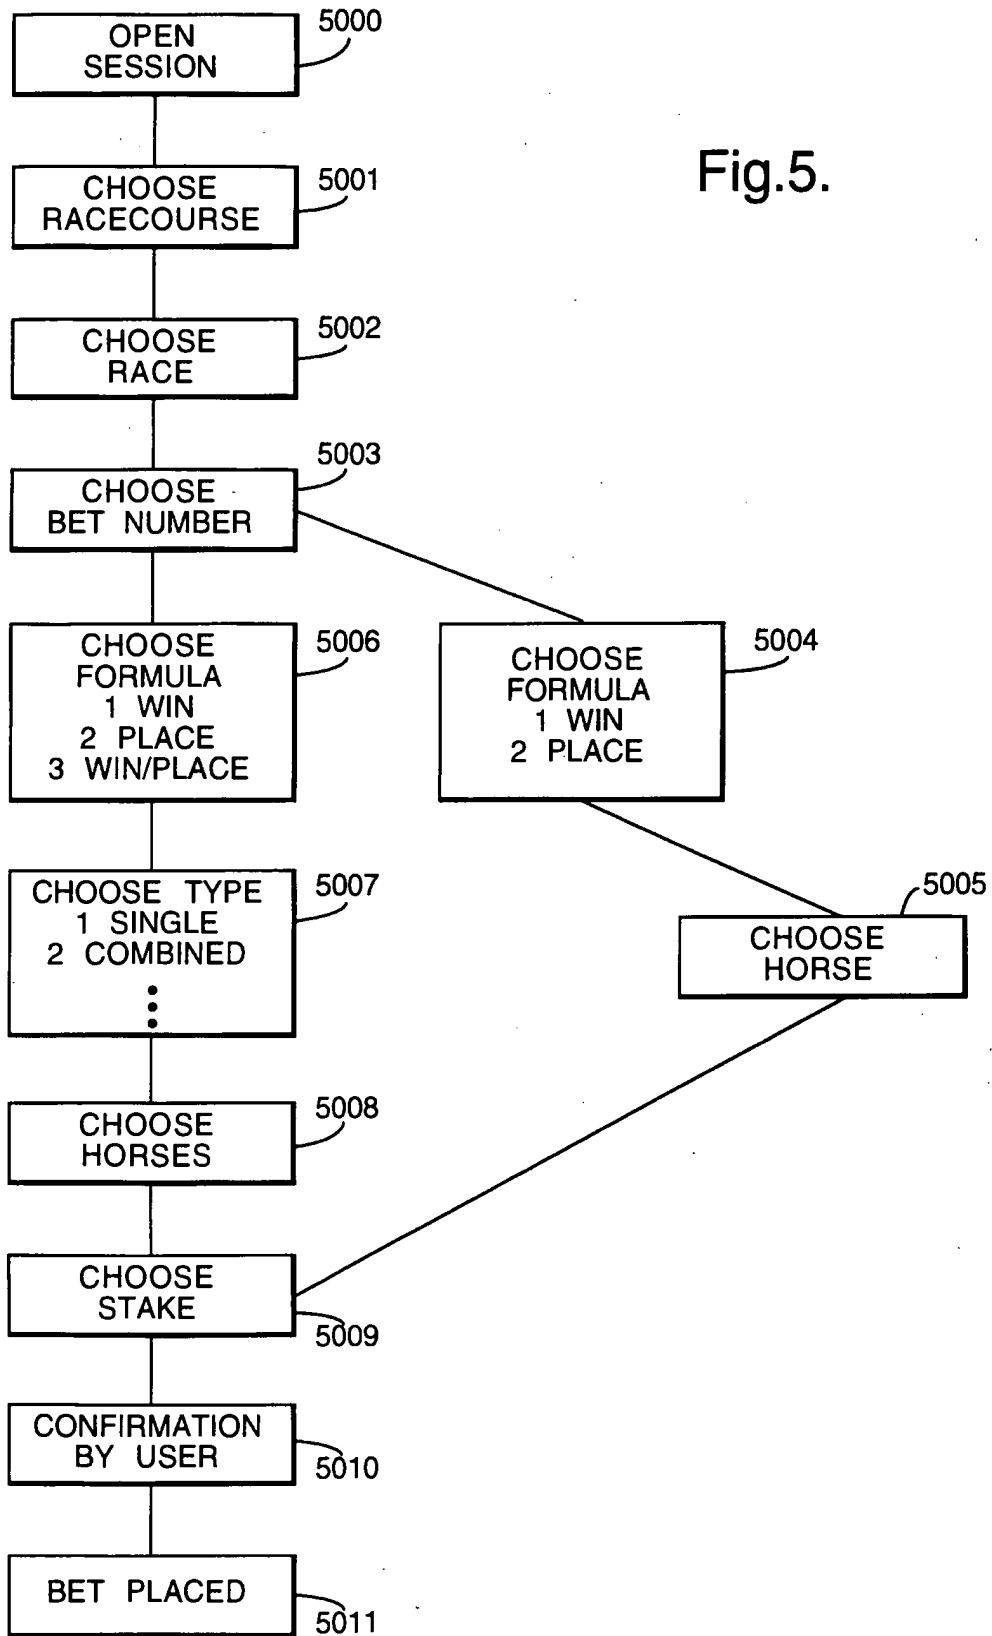 OPEN
SESSION
5000
Fig.5.
CHOOSE
RACECOURSE
5001
CHOOSE
RACE
5002
CHOOSE
BET NUMBER
5003
CHOOSE
FORMULA
1 WIN
2 PLACE
3 WIN/PLACE
5006
CHOOSE
FORMULA
1 WIN
2 PLACE
5004
CHOOSE TYPE
1 SINGLE
2 COMBINED
5007
CHOOSE
HORSE
5005
CHOOSE
HORSES
5008
CHOOSE
STAKE
5009
CONFIRMATION
BY USER
5010
BET PLACED
5011